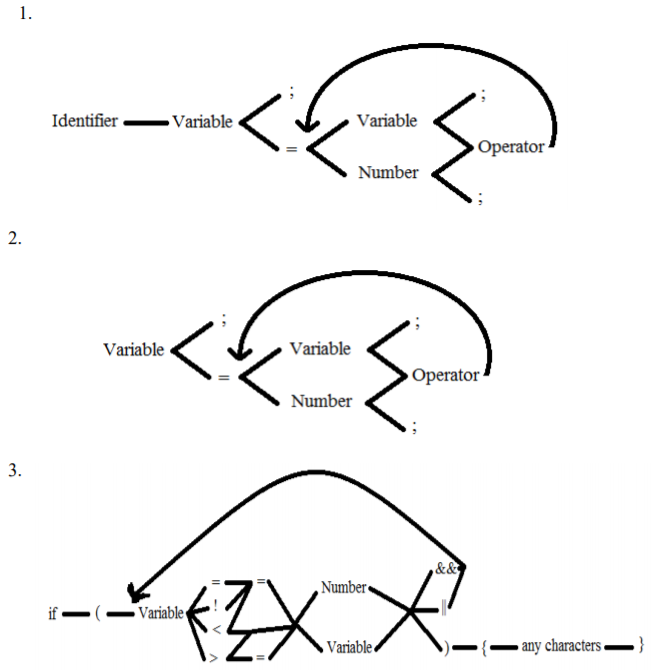 1.
;
;
Identifier Variable = Variable Operator
Number
;
2.
;
;
Variable = Variable Operator
Number
;
3.
&&
= = Number
if ( Variable ! ||
<
> = Variable ) { any characters }